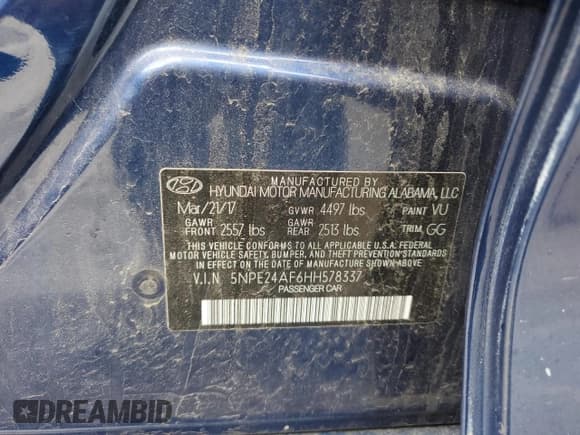 MANUFACTURED BY
HYUNDAI MOTOR MANUFACTURING ALABAMA, LLC
Mar/21/17 GVWR 4497 lbs PAINT VU
GAWR FRONT 2557 lbs GAWR REAR 2513 lbs TRIM GG
THIS VEHICLE CONFORMS TO ALL APPLICABLE U.S.A. FEDERAL
MOTOR VEHICLE SAFETY, BUMPER, AND THEFT PREVENTION STANDARDS
IN EFFECT ON THE DATE OF MANUFACTURE SHOWN ABOVE.
V.I.N 5NPE24AF6HH578337
PASSENGER CAR
DREAMBID